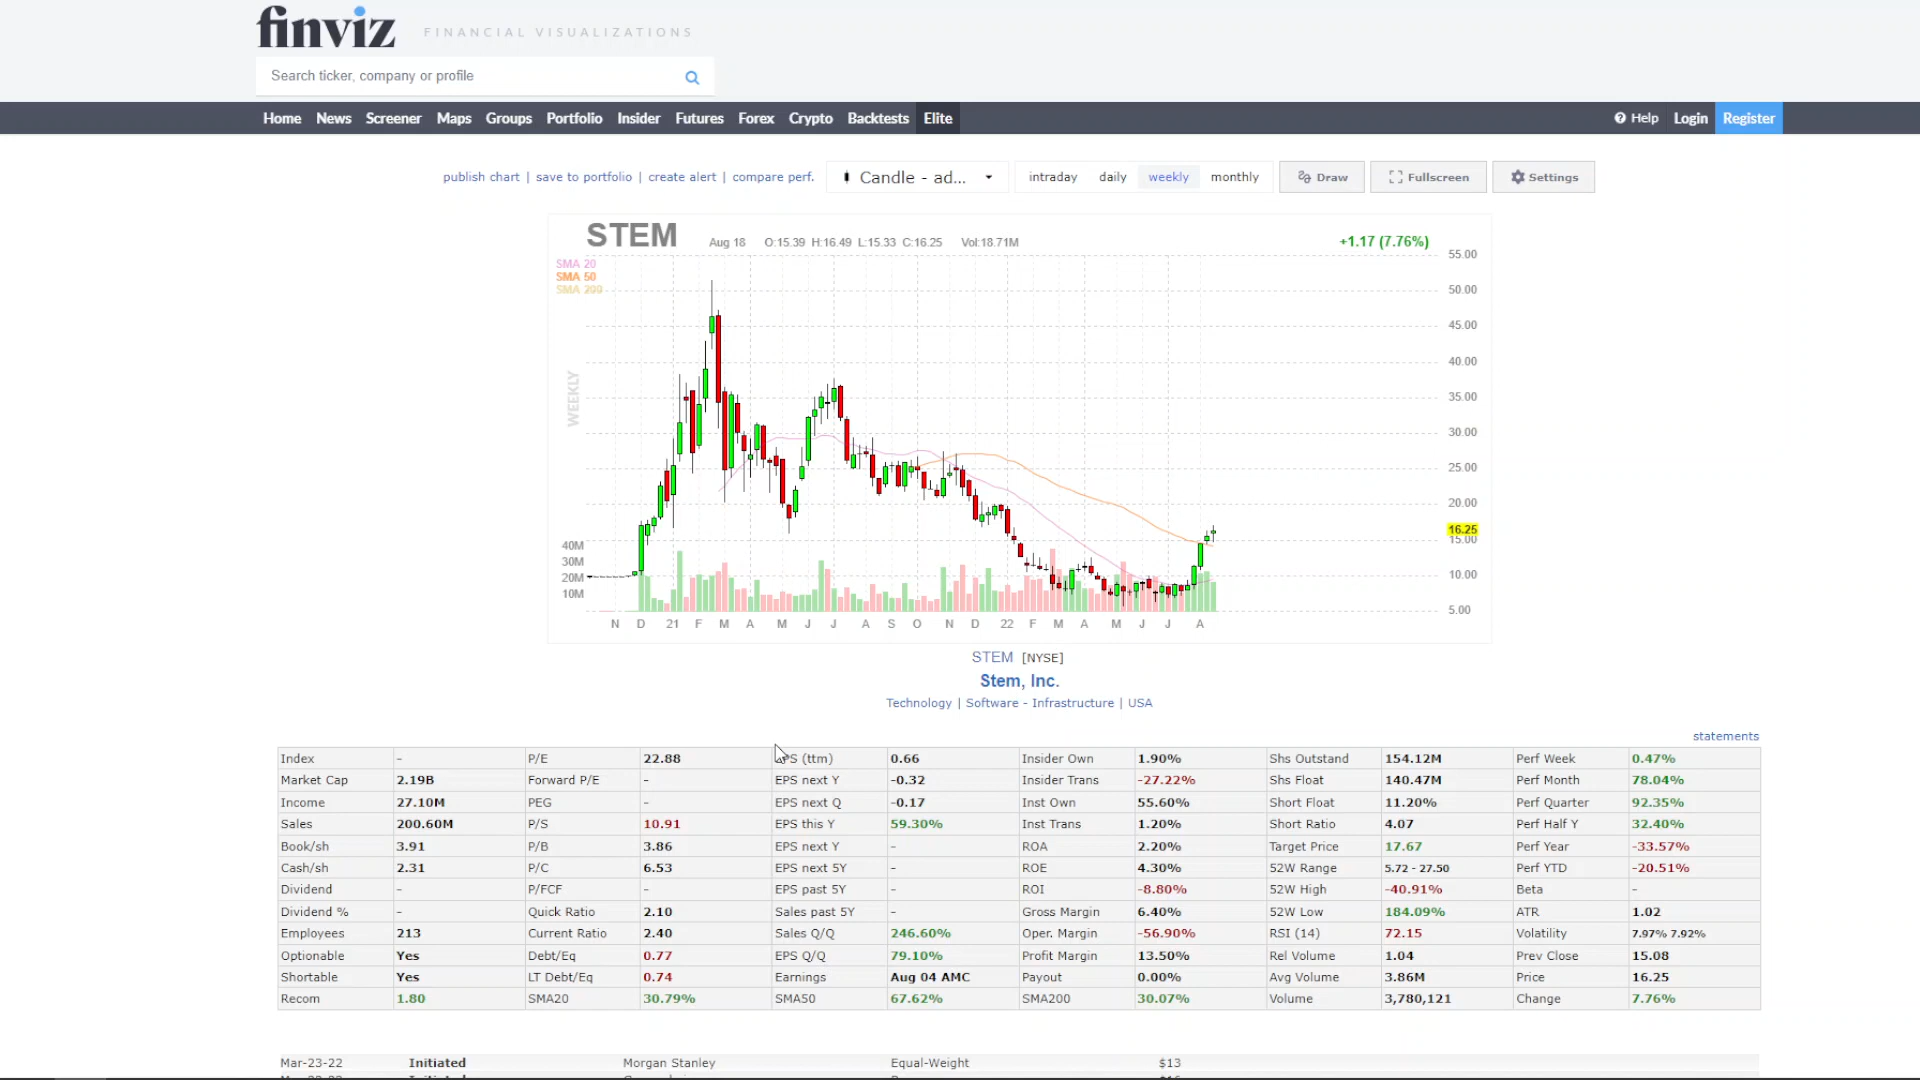 finviz FINANCIAL VISUALIZATIONS
Search ticker, company or profile
Home News Screener Maps Groups Portfolio Insider Futures Forex Crypto Backtests Elite Help Login Register
publish chart | save to portfolio | create alert | compare perf. Candle - ad... intraday daily weekly monthly Draw Fullscreen Settings
STEM Aug 18 O:15.39 H:16.49 L:15.33 C:16.25 Vol:18.71M +1.17 (7.76%)
SMA 20
SMA 50
SMA 200
WEEKLY
55.00
50.00
45.00
40.00
35.00
30.00
25.00
20.00
16.25
15.00
10.00
5.00
40M
30M
20M
10M
N D 21 F M A M J J A S O N D 22 F M A M J J A
STEM [NYSE]
Stem, Inc.
Technology | Software - Infrastructure | USA
statements
Index - P/E 22.88 EPS (ttm) 0.66 Insider Own 1.90% Shs Outstand 154.12M Perf Week 0.47%
Market Cap 2.19B Forward P/E - EPS next Y -0.32 Insider Trans -27.22% Shs Float 140.47M Perf Month 78.04%
Income 27.10M PEG - EPS next Q -0.17 Inst Own 55.60% Short Float 11.20% Perf Quarter 92.35%
Sales 200.60M P/S 10.91 EPS this Y 59.30% Inst Trans 1.20% Short Ratio 4.07 Perf Half Y 32.40%
Book/sh 3.91 P/B 3.86 EPS next Y - ROA 2.20% Target Price 17.67 Perf Year -33.57%
Cash/sh 2.31 P/C 6.53 EPS next 5Y - ROE 4.30% 52W Range 5.72 - 27.50 Perf YTD -20.51%
Dividend - P/FCF - EPS past 5Y - ROI -8.80% 52W High -40.91% Beta -
Dividend % - Quick Ratio 2.10 Sales past 5Y - Gross Margin 6.40% 52W Low 184.09% ATR 1.02
Employees 213 Current Ratio 2.40 Sales Q/Q 246.60% Oper. Margin -56.90% RSI (14) 72.15 Volatility 7.97% 7.92%
Optionable Yes Debt/Eq 0.77 EPS Q/Q 79.10% Profit Margin 13.50% Rel Volume 1.04 Prev Close 15.08
Shortable Yes LT Debt/Eq 0.74 Earnings Aug 04 AMC Payout 0.00% Avg Volume 3.86M Price 16.25
Recom 1.80 SMA20 30.79% SMA50 67.62% SMA200 30.07% Volume 3,780,121 Change 7.76%
Mar-23-22 Initiated Morgan Stanley Equal-Weight $13